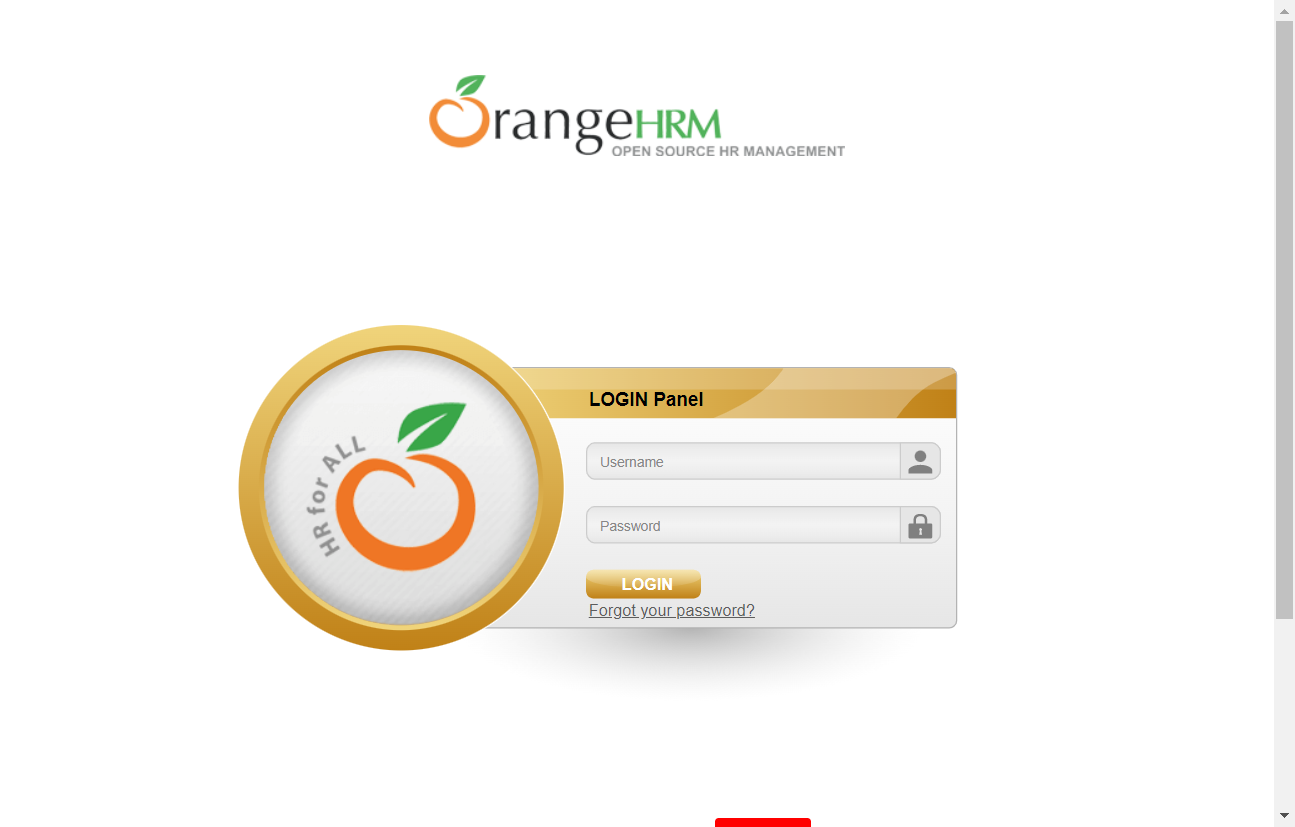 OrangeHRM
OPEN SOURCE HR MANAGEMENT
HR for ALL
LOGIN Panel
Username
Password
LOGIN
Forgot your password?